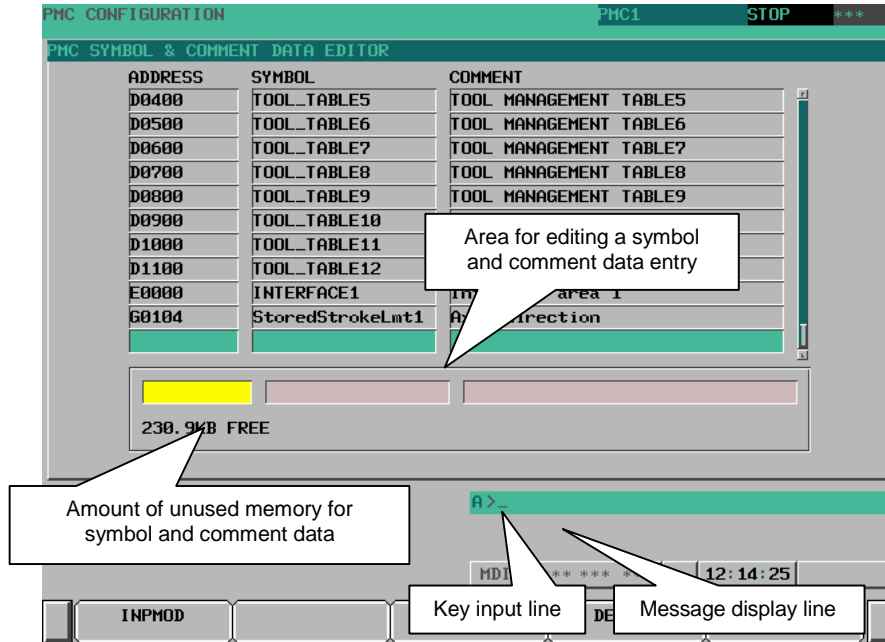 PMC CONFIGURATION PMC1 STOP ***
PMC SYMBOL & COMMENT DATA EDITOR
ADDRESS SYMBOL COMMENT
D0400 TOOL_TABLE5 TOOL MANAGEMENT TABLE5
D0500 TOOL_TABLE6 TOOL MANAGEMENT TABLE6
D0600 TOOL_TABLE7 TOOL MANAGEMENT TABLE7
D0700 TOOL_TABLE8 TOOL MANAGEMENT TABLE8
D0800 TOOL_TABLE9 TOOL MANAGEMENT TABLE9
D0900 TOOL_TABLE10
D1000 TOOL_TABLE11
D1100 TOOL_TABLE12
E0000 INTERFACE1 area 1
G0104 StoredStrokeLmt1
Area for editing a symbol
and comment data entry
230.9KB FREE
Amount of unused memory for
symbol and comment data
A>_
MDI *** ***
12:14:25
Key input line
Message display line
INPMOD